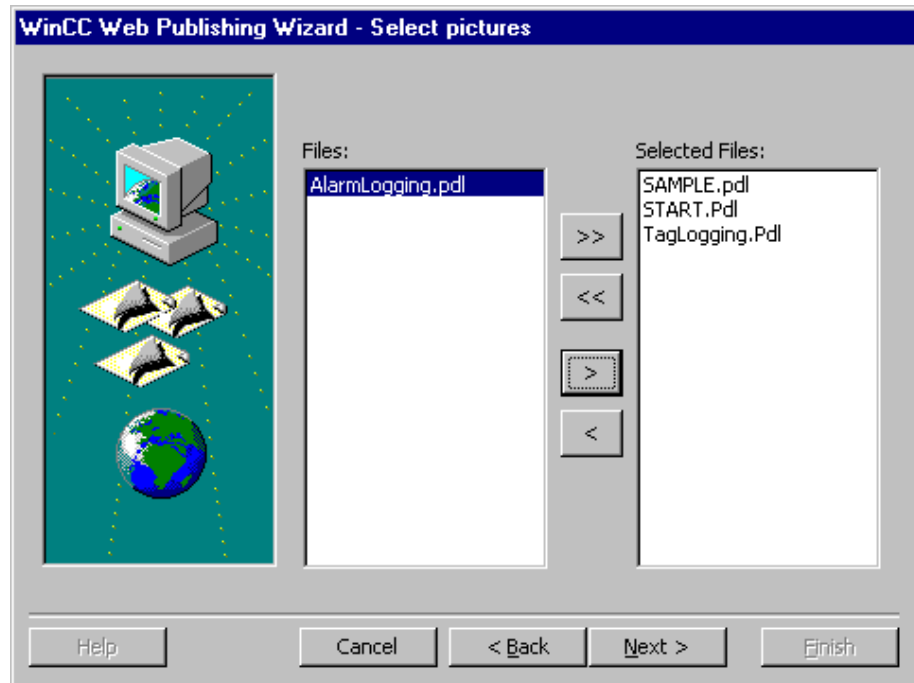 WinCC Web Publishing Wizard - Select pictures
Files:
AlarmLogging.pdl
>>
<<
>
<
Selected Files:
SAMPLE.pdl
START.Pdl
TagLogging.Pdl
Help
Cancel
< Back
Next >
Finish